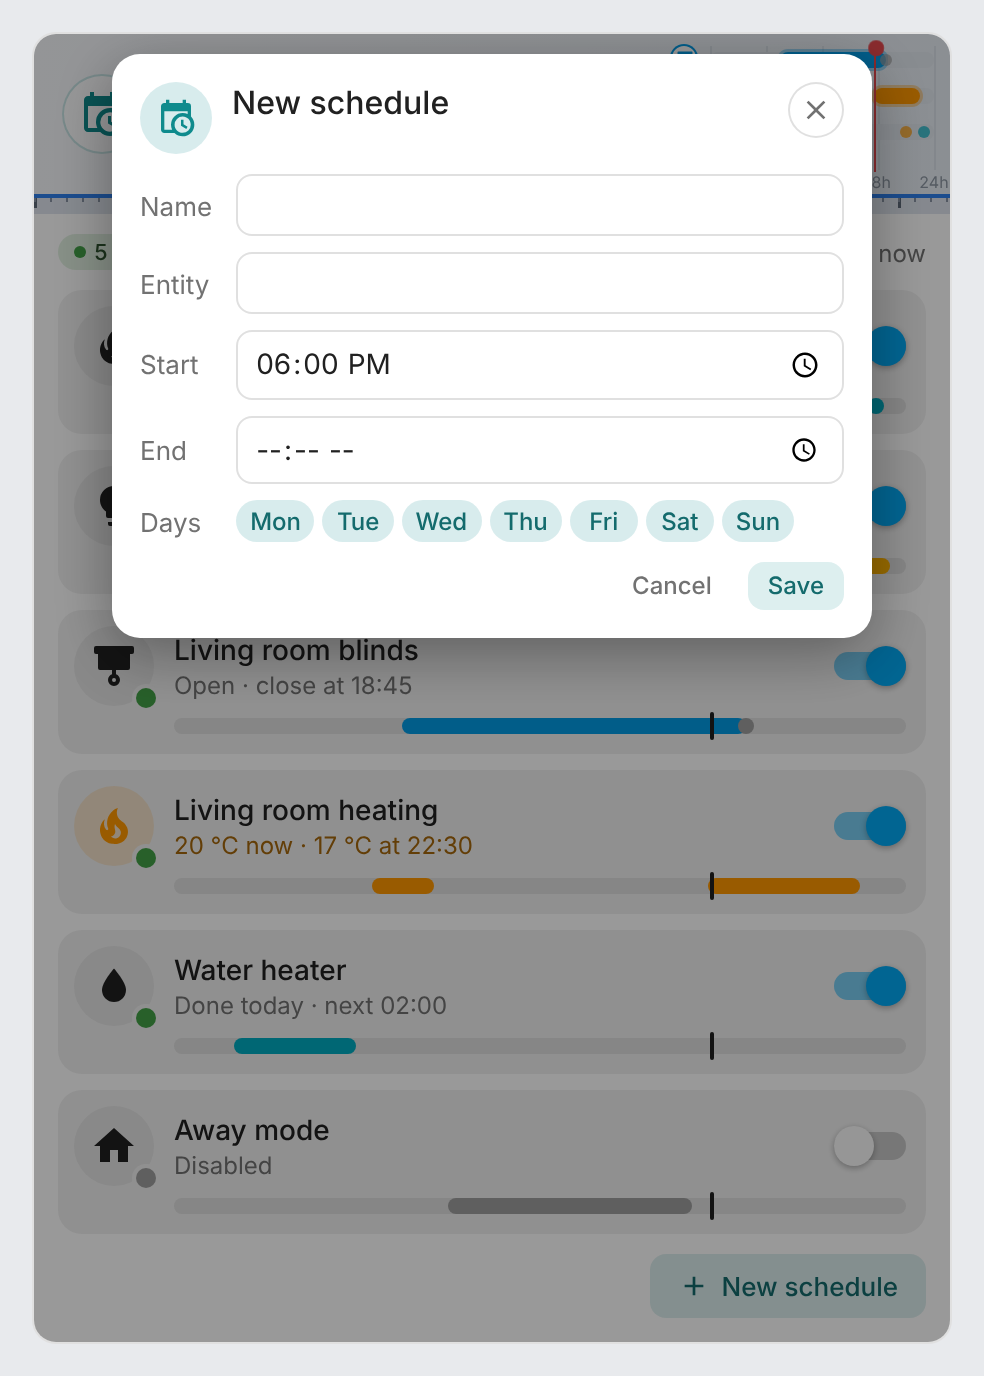 New schedule
8h 24h
Name
5
now
Entity
Start 06:00 PM
End --:-- --
Days Mon Tue Wed Thu Fri Sat Sun
Cancel Save
Living room blinds
Open · close at 18:45
Living room heating
20 °C now · 17 °C at 22:30
Water heater
Done today · next 02:00
Away mode
Disabled
+ New schedule